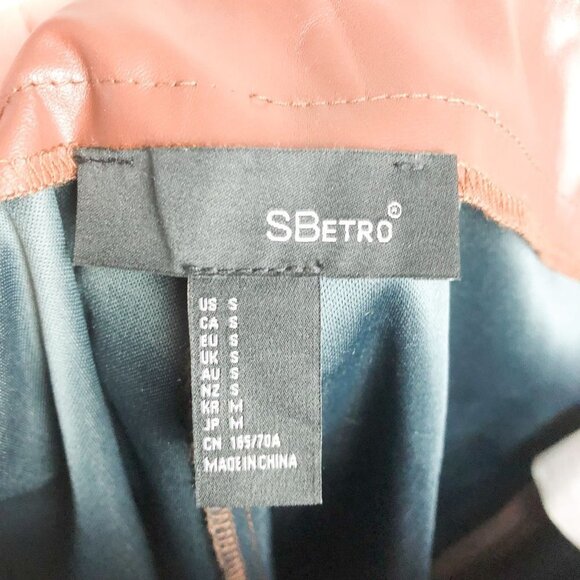 SBETRO®
US S
CA S
EU S
UK S
AU S
NZ S
KR M
JP M
CN 165/70A
MADE IN CHINA